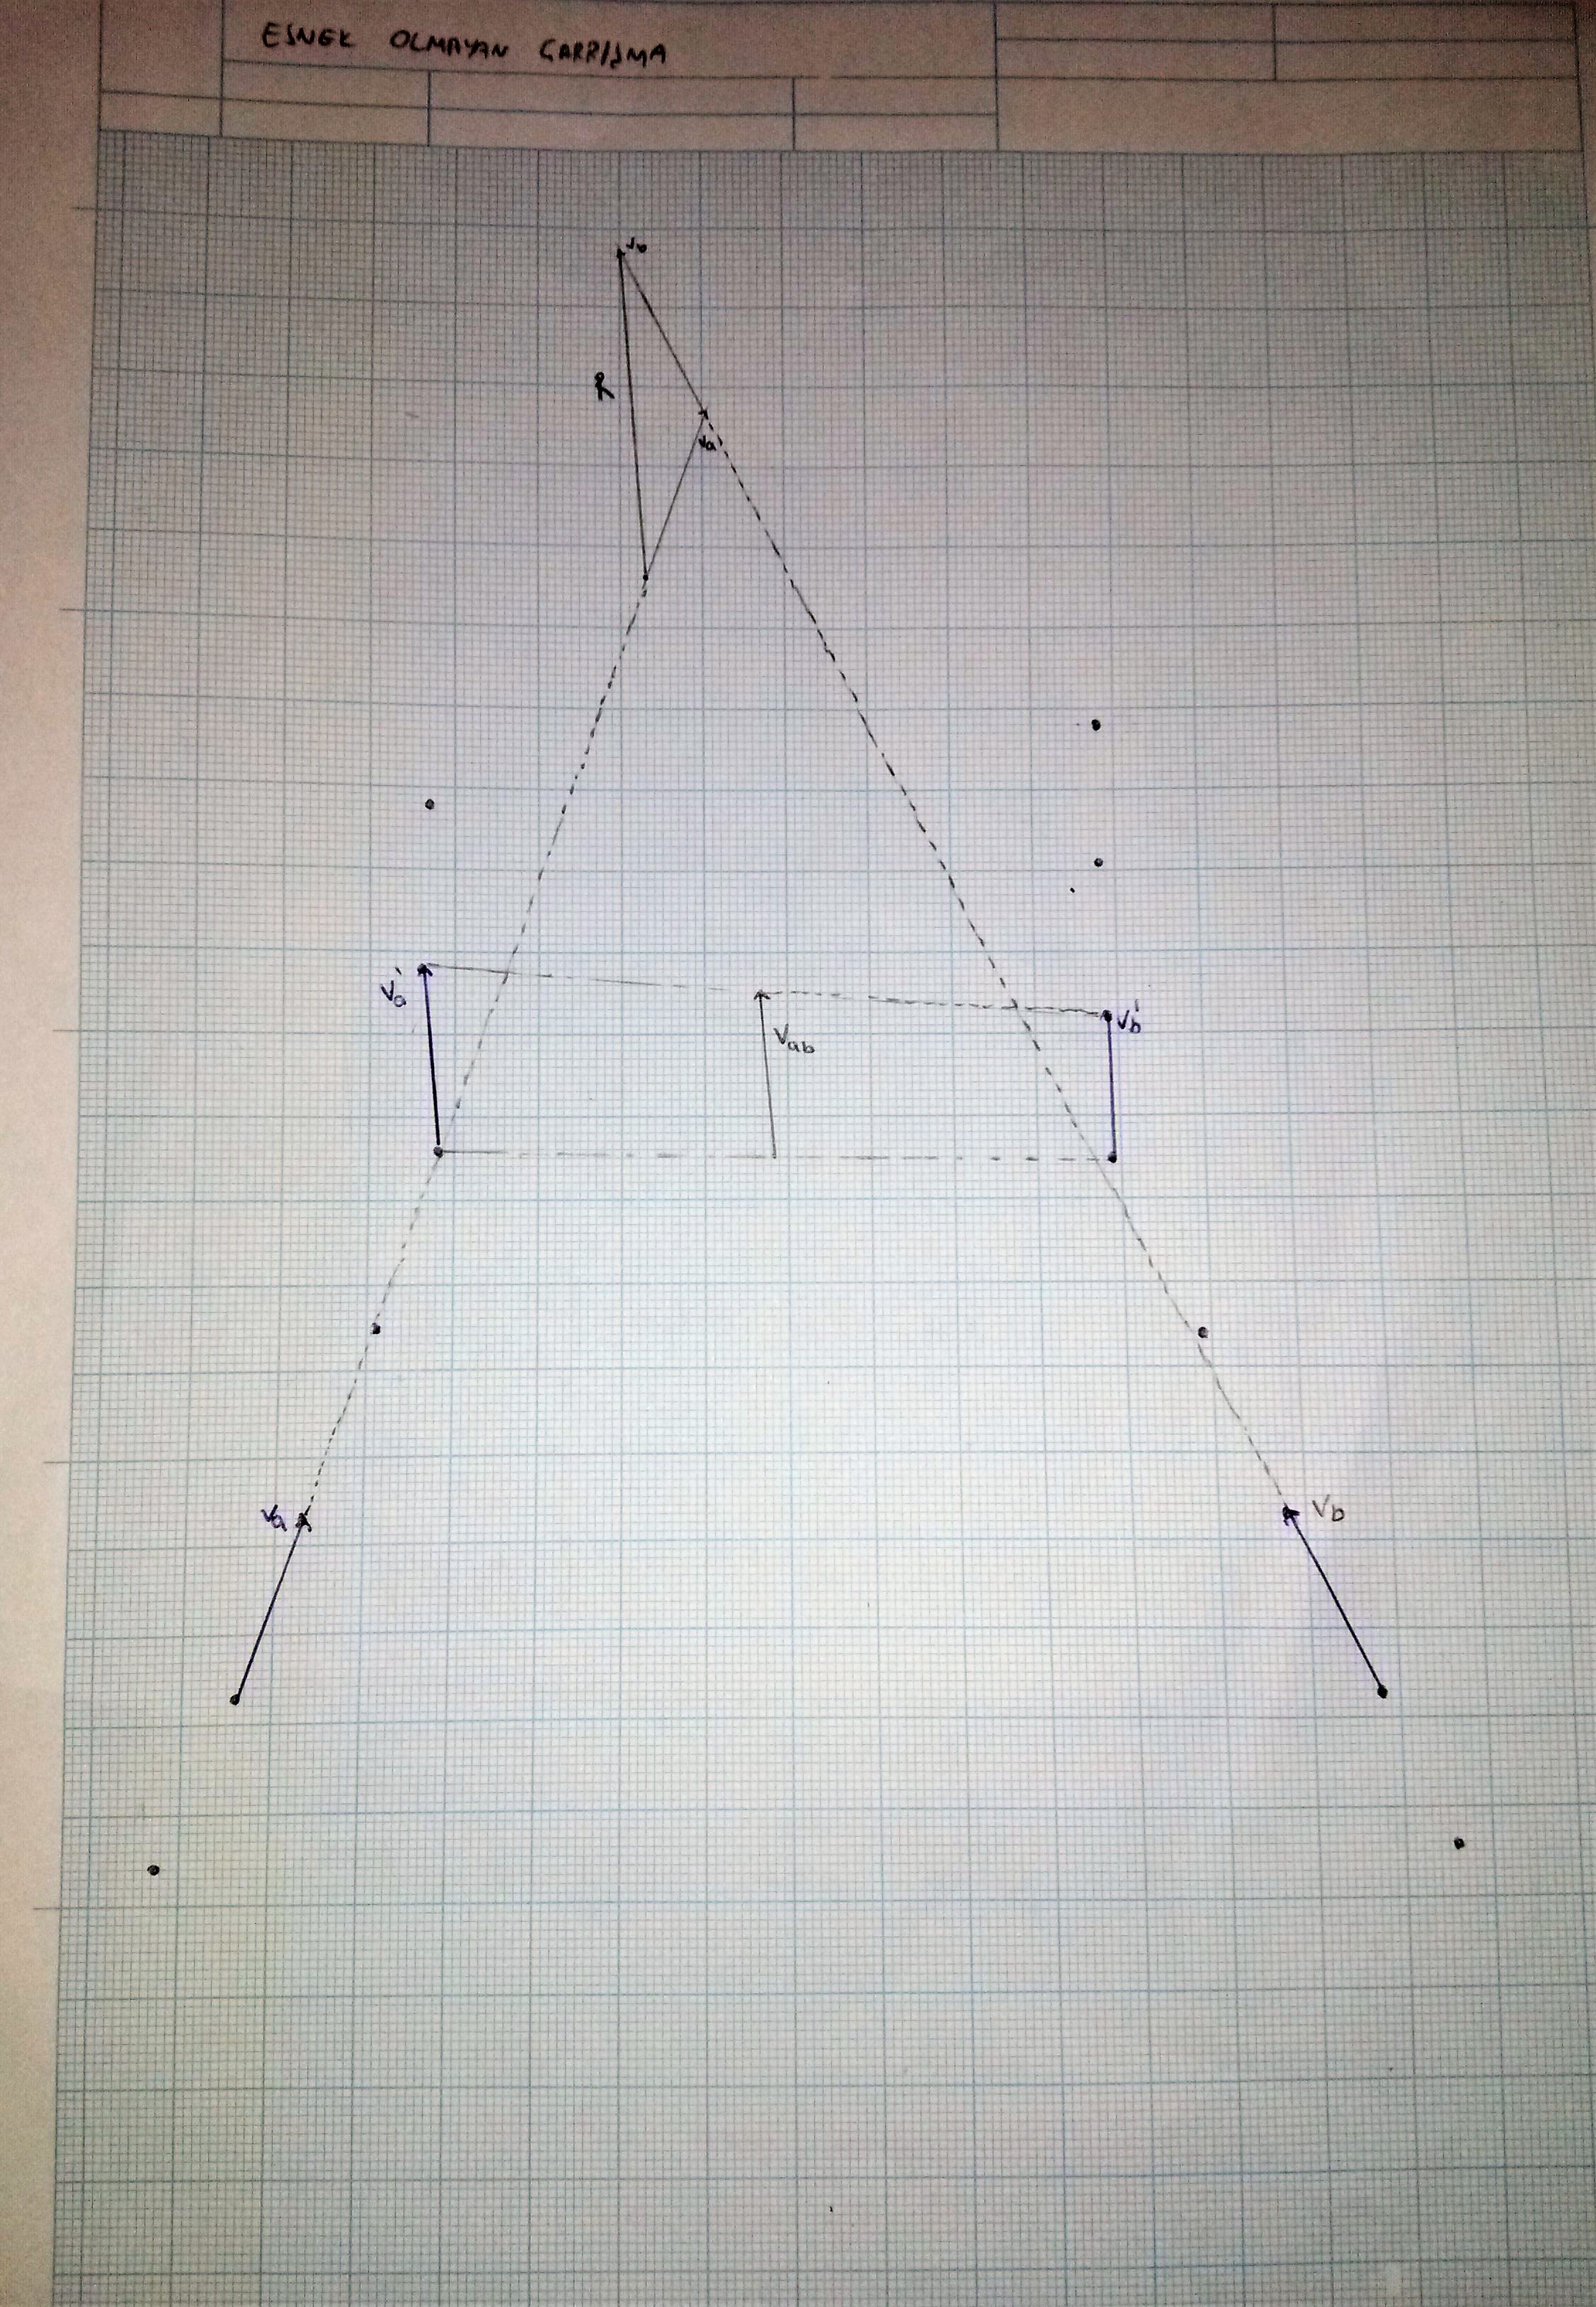 ESNEK OLMAYAN ÇARPIŞMA
Vb
R
Va
Va'
Vab
Vb'
Va
Vb